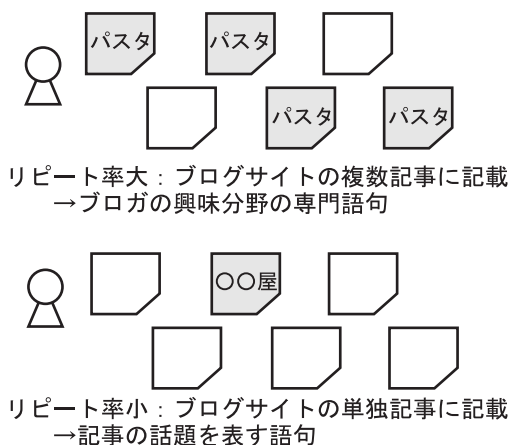 パスタ
パスタ
パスタ
パスタ
リピート率大：ブログサイトの複数記事に記載
→ブロガの興味分野の専門語句
○○屋
リピート率小：ブログサイトの単独記事に記載
→記事の話題を表す語句